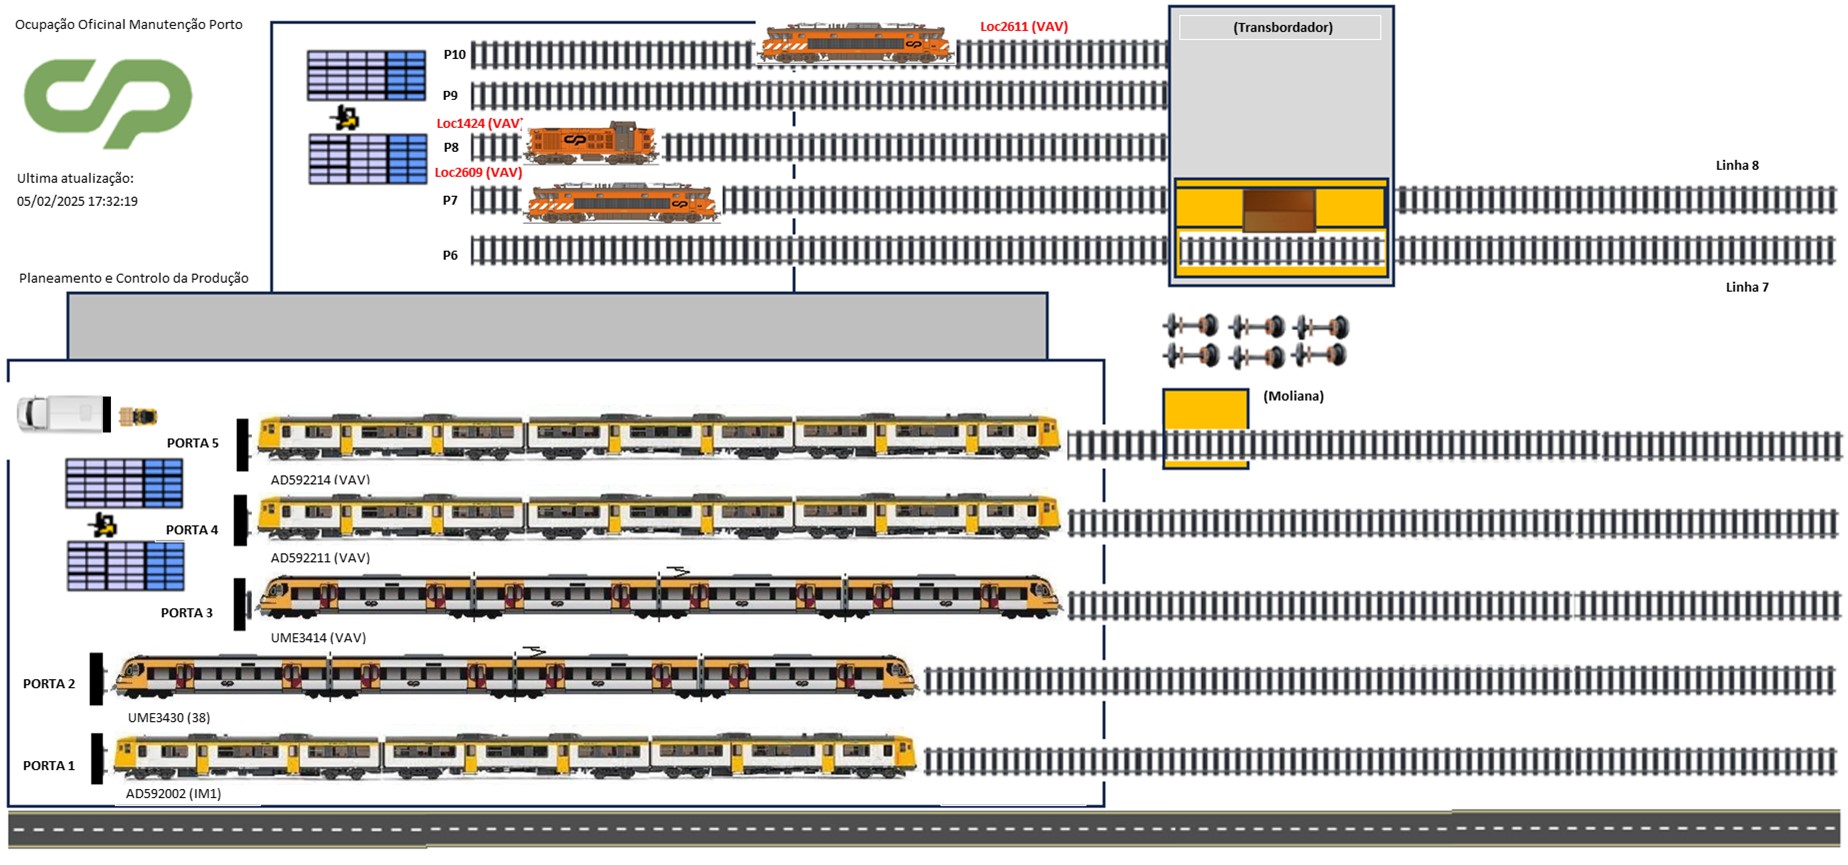 Ocupação Oficinal Manutenção Porto
Loc2611 (VAV)
(Transbordador)
P10
P9
Loc1424 (VAV)
P8
Loc2609 (VAV)
P7
P6
Linha 8
Linha 7
Ultima atualização:
05/02/2025 17:32:19
Planeamento e Controlo da Produção
(Moliana)
PORTA 5
AD592214 (VAV)
PORTA 4
AD592211 (VAV)
PORTA 3
UME3414 (VAV)
PORTA 2
UME3430 (38)
PORTA 1
AD592002 (IM1)